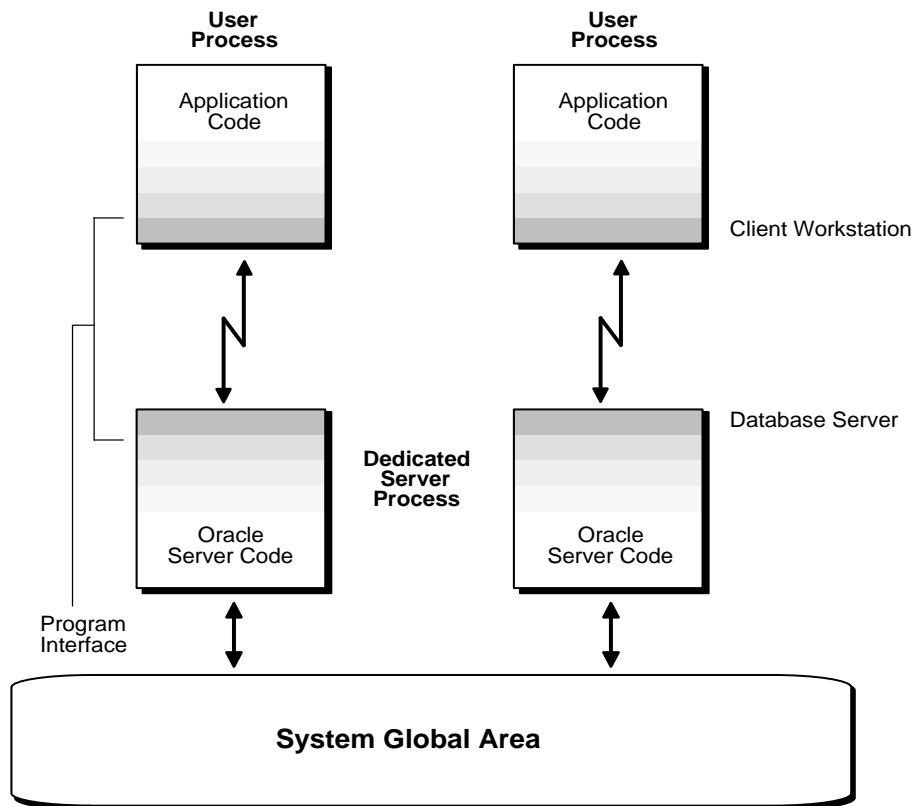 User
Process
User
Process
Application
Code
Application
Code
Client Workstation
Database Server
Dedicated
Server
Process
Oracle
Server Code
Oracle
Server Code
Program
Interface
System Global Area